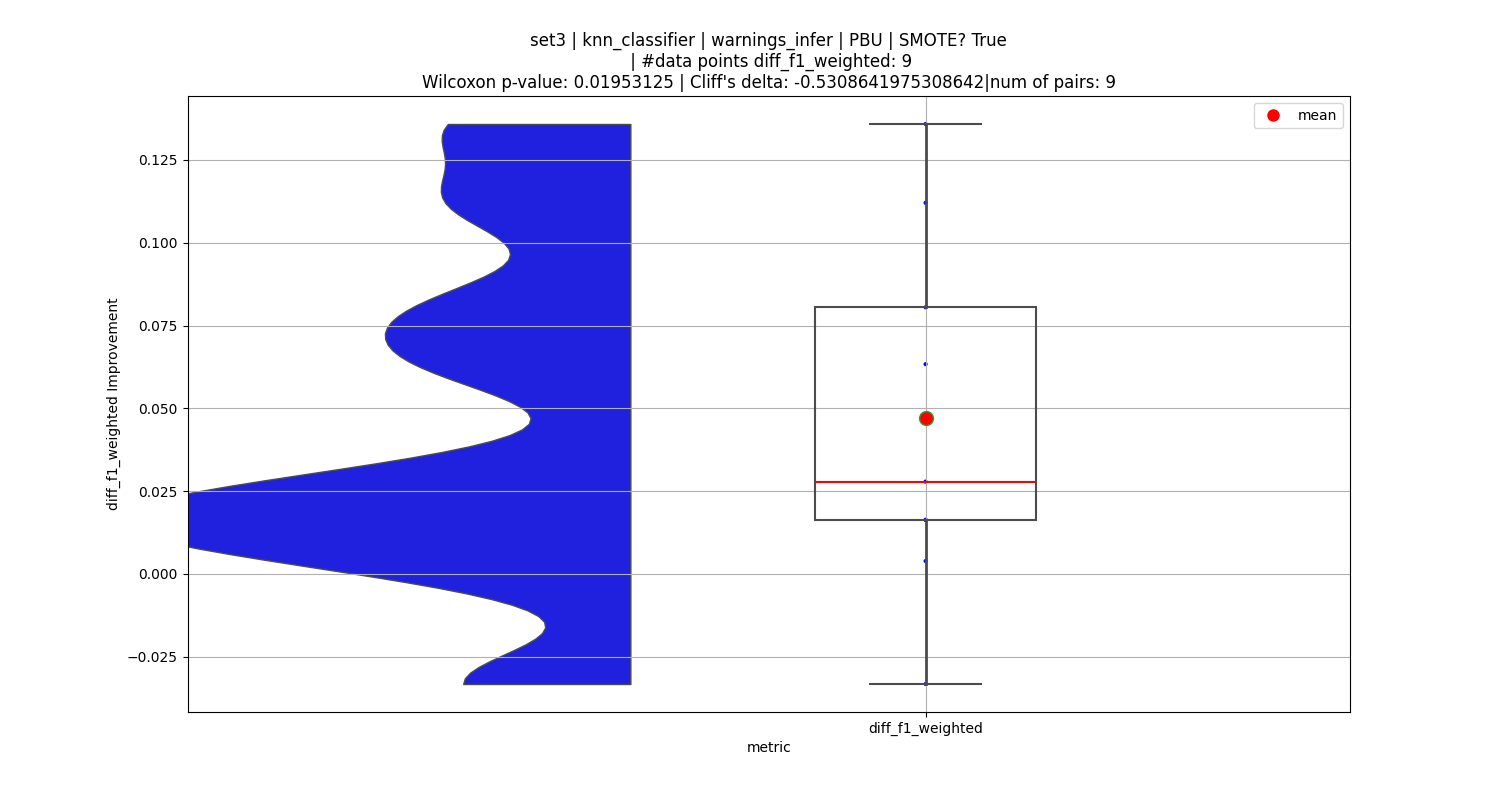 set3 | knn_classifier | warnings_infer | PBU | SMOTE? True
| #data points diff_f1_weighted: 9
Wilcoxon p-value: 0.01953125 | Cliff's delta: -0.5308641975308642|num of pairs: 9
mean
0.125
0.100
0.075
0.050
0.025
0.000
−0.025
diff_f1_weighted Improvement
diff_f1_weighted
metric